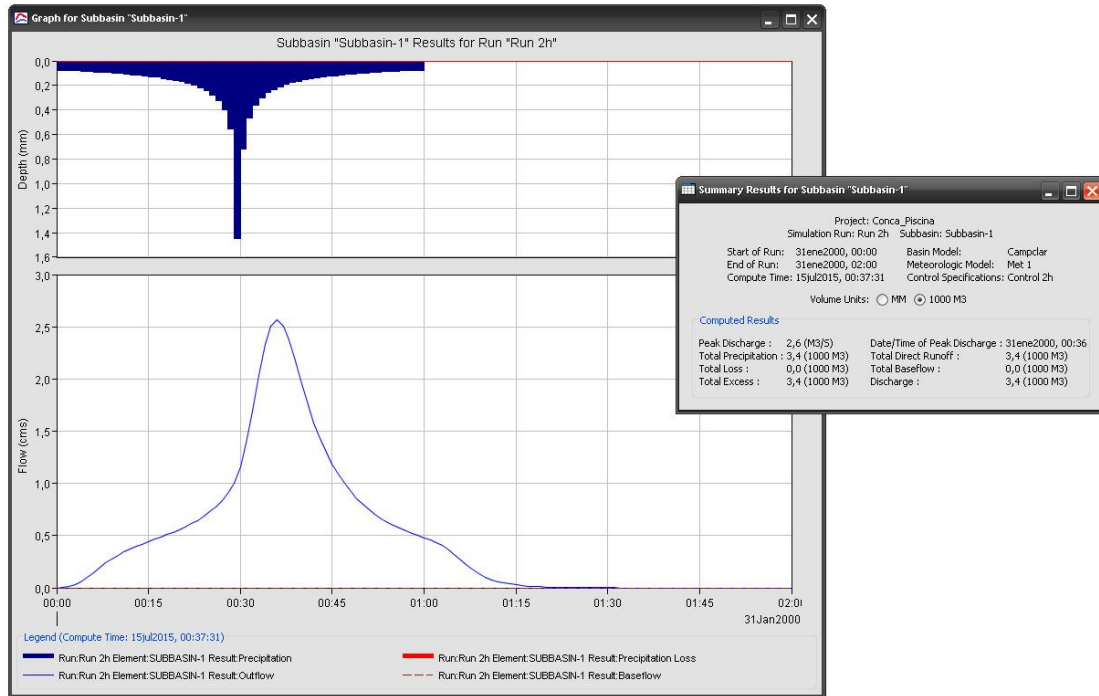 Graph for Subbasin "Subbasin-1"
Subbasin "Subbasin-1" Results for Run "Run 2h"
0,0
0,2
0,4
0,6
0,8
1,0
1,2
1,4
1,6
Depth (mm)
3,0
2,5
2,0
1,5
1,0
0,5
0,0
Flow (cms)
00:00 00:15 00:30 00:45 01:00 01:15 01:30 01:45 02:0
31Jan2000
Legend (Compute Time: 15jul2015, 00:37:31)
Run:Run 2h Element:SUBBASIN-1 Result:Precipitation Run:Run 2h Element:SUBBASIN-1 Result:Precipitation Loss
Run:Run 2h Element:SUBBASIN-1 Result:Outflow Run:Run 2h Element:SUBBASIN-1 Result:Baseflow
Summary Results for Subbasin "Subbasin-1"
Project: Conca_Piscina
Simulation Run: Run 2h Subbasin: Subbasin-1
Start of Run: 31ene2000, 00:00 Basin Model: Campclar
End of Run: 31ene2000, 02:00 Meteorologic Model: Met 1
Compute Time: 15jul2015, 00:37:31 Control Specifications: Control 2h
Volume Units: MM 1000 M3
Computed Results
Peak Discharge : 2,6 (M3/S) Date/Time of Peak Discharge : 31ene2000, 00:36
Total Precipitation : 3,4 (1000 M3) Total Direct Runoff : 3,4 (1000 M3)
Total Loss : 0,0 (1000 M3) Total Baseflow : 0,0 (1000 M3)
Total Excess : 3,4 (1000 M3) Discharge : 3,4 (1000 M3)